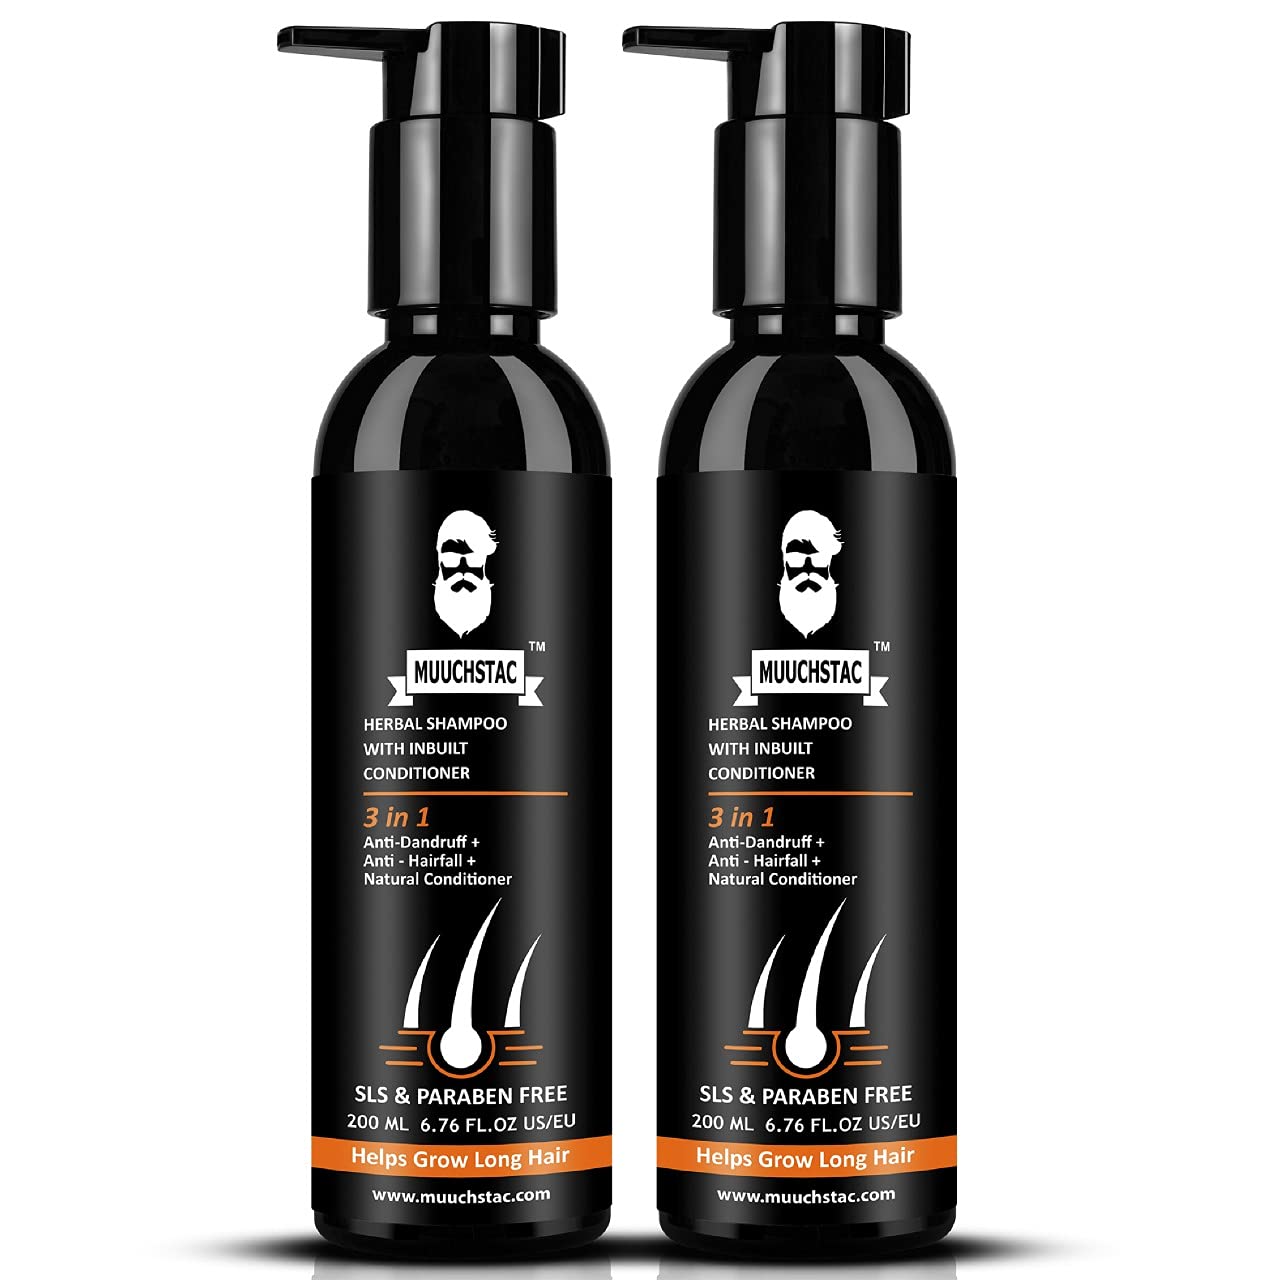 MUUCHSTAC
TM
HERBAL SHAMPOO
WITH INBUILT
CONDITIONER
3 in 1
Anti-Dandruff +
Anti - Hairfall +
Natural Conditioner
SLS & PARABEN FREE
200 ML 6.76 FL.OZ US/EU
Helps Grow Long Hair
www.muuchstac.com
MUUCHSTAC
TM
HERBAL SHAMPOO
WITH INBUILT
CONDITIONER
3 in 1
Anti-Dandruff +
Anti - Hairfall +
Natural Conditioner
SLS & PARABEN FREE
200 ML 6.76 FL.OZ US/EU
Helps Grow Long Hair
www.muuchstac.com